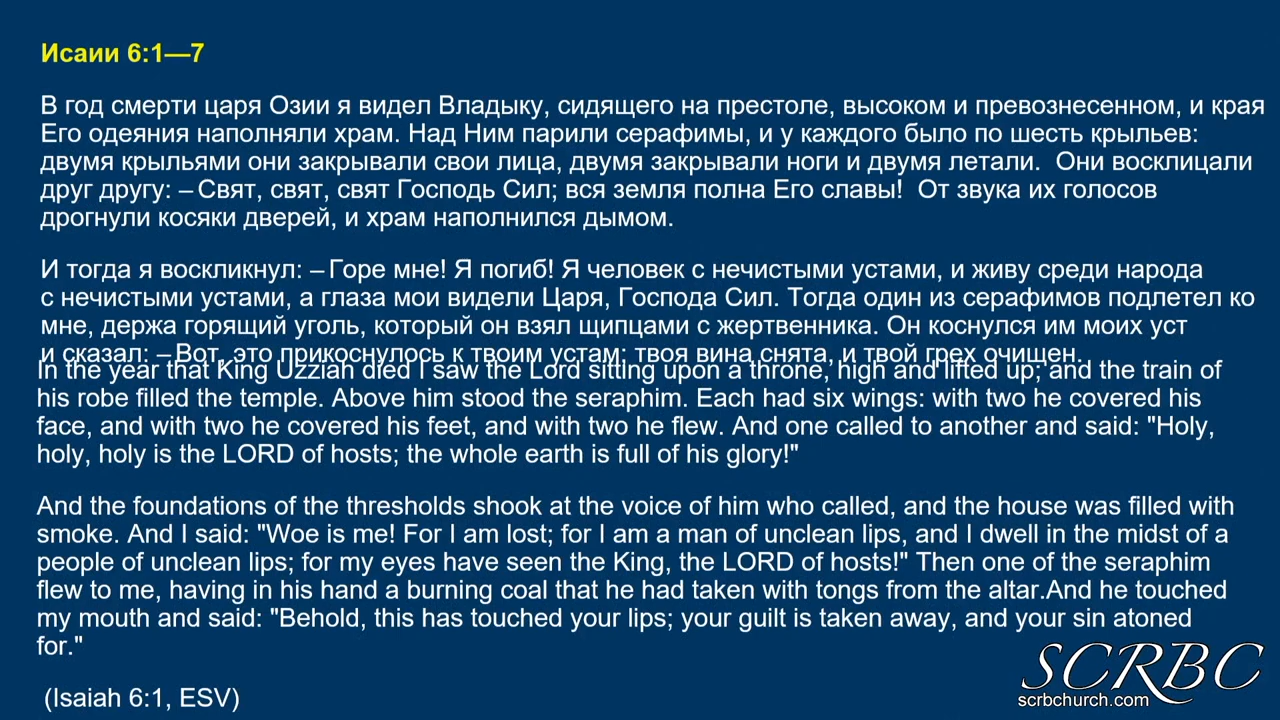 Исаии 6:1—7
В год смерти царя Озии я видел Владыку, сидящего на престоле, высоком и превознесенном, и края
Его одеяния наполняли храм. Над Ним парили серафимы, и у каждого было по шесть крыльев:
двумя крыльями они закрывали свои лица, двумя закрывали ноги и двумя летали.  Они восклицали
друг другу: – Свят, свят, свят Господь Сил; вся земля полна Его славы!  От звука их голосов
дрогнули косяки дверей, и храм наполнился дымом.
И тогда я воскликнул: – Горе мне! Я погиб! Я человек с нечистыми устами, и живу среди народа
с нечистыми устами, а глаза мои видели Царя, Господа Сил. Тогда один из серафимов подлетел ко
мне, держа горящий уголь, который он взял щипцами с жертвенника. Он коснулся им моих уст
и сказал: – Вот, это прикоснулось к твоим устам; твоя вина снята, и твой грех очищен.
In the year that King Uzziah died I saw the Lord sitting upon a throne, high and lifted up; and the train of
his robe filled the temple. Above him stood the seraphim. Each had six wings: with two he covered his
face, and with two he covered his feet, and with two he flew. And one called to another and said: "Holy,
holy, holy is the LORD of hosts; the whole earth is full of his glory!"
And the foundations of the thresholds shook at the voice of him who called, and the house was filled with
smoke. And I said: "Woe is me! For I am lost; for I am a man of unclean lips, and I dwell in the midst of a
people of unclean lips; for my eyes have seen the King, the LORD of hosts!" Then one of the seraphim
flew to me, having in his hand a burning coal that he had taken with tongs from the altar.And he touched
my mouth and said: "Behold, this has touched your lips; your guilt is taken away, and your sin atoned
for."
(Isaiah 6:1, ESV)
SCRBC
scrbchurch.com